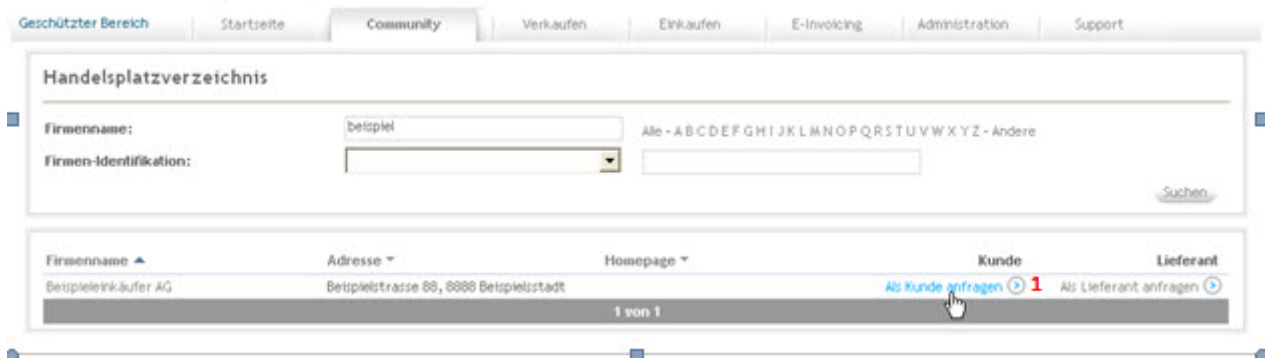 Geschützter Bereich Startseite Community Verkaufen Einkaufen E-Invoicing Administration Support
Handelsplatzverzeichnis
Firmenname: beispiel Alle - A B C D E F G H I J K L M N O P Q R S T U V W X Y Z - Andere
Firmen-Identifikation:
Suchen
Firmenname Adresse Homepage Kunde Lieferant
Beispieleinkäufer AG Beispielstrasse 88, 8888 Beispielsstadt Als Kunde anfragen 1 Als Lieferant anfragen
1 von 1